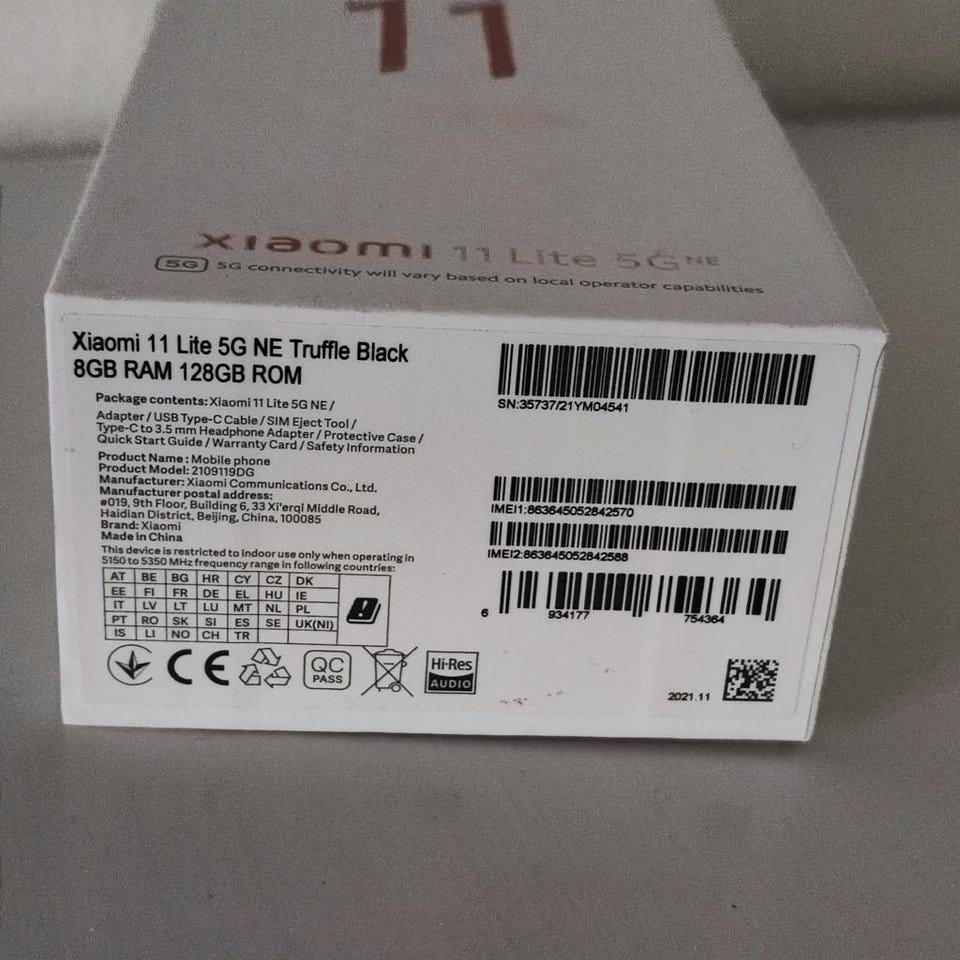 11
xiaomi 11 Lite 5G NE
5G 5G connectivity will vary based on local operator capabilities
Xiaomi 11 Lite 5G NE Truffle Black
8GB RAM 128GB ROM
Package contents: Xiaomi 11 Lite 5G NE /
Adapter / USB Type-C Cable / SIM Eject Tool /
Type-C to 3.5 mm Headphone Adapter / Protective Case /
Quick Start Guide / Warranty Card / Safety Information
Product Name: Mobile phone
Product Model: 2109119DG
Manufacturer: Xiaomi Communications Co., Ltd.
Manufacturer postal address:
#019, 9th Floor, Building 6, 33 Xi'erqi Middle Road,
Haidian District, Beijing, China, 100085
Brand: Xiaomi
Made in China
This device is restricted to indoor use only when operating in
5150 to 5350 MHz frequency range in following countries:
AT BE BG HR CY CZ DK
EE FI FR DE EL HU IE
IT LV LT LU MT NL PL
PT RO SK SI ES SE UK(NI)
IS LI NO CH TR
CE
QC
PASS
Hi-Res
AUDIO
SN:35737/21YM04541
IMEI1:863645052842570
IMEI2:863645052842588
6 934177 754364
2021.11